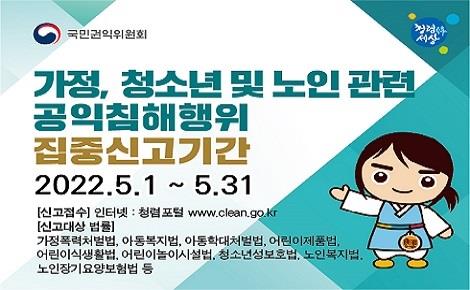 국민권익위원회
청렴한 세상
가정, 청소년 및 노인 관련
공익침해행위
집중신고기간
2022.5.1 ~ 5.31
[신고접수] 인터넷 : 청렴포털 www.clean.go.kr
[신고대상 법률]
가정폭력처벌법, 아동복지법, 아동학대처벌법, 어린이제품법,
어린이식생활법, 어린이놀이시설법, 청소년성보호법, 노인복지법,
노인장기요양보험법 등